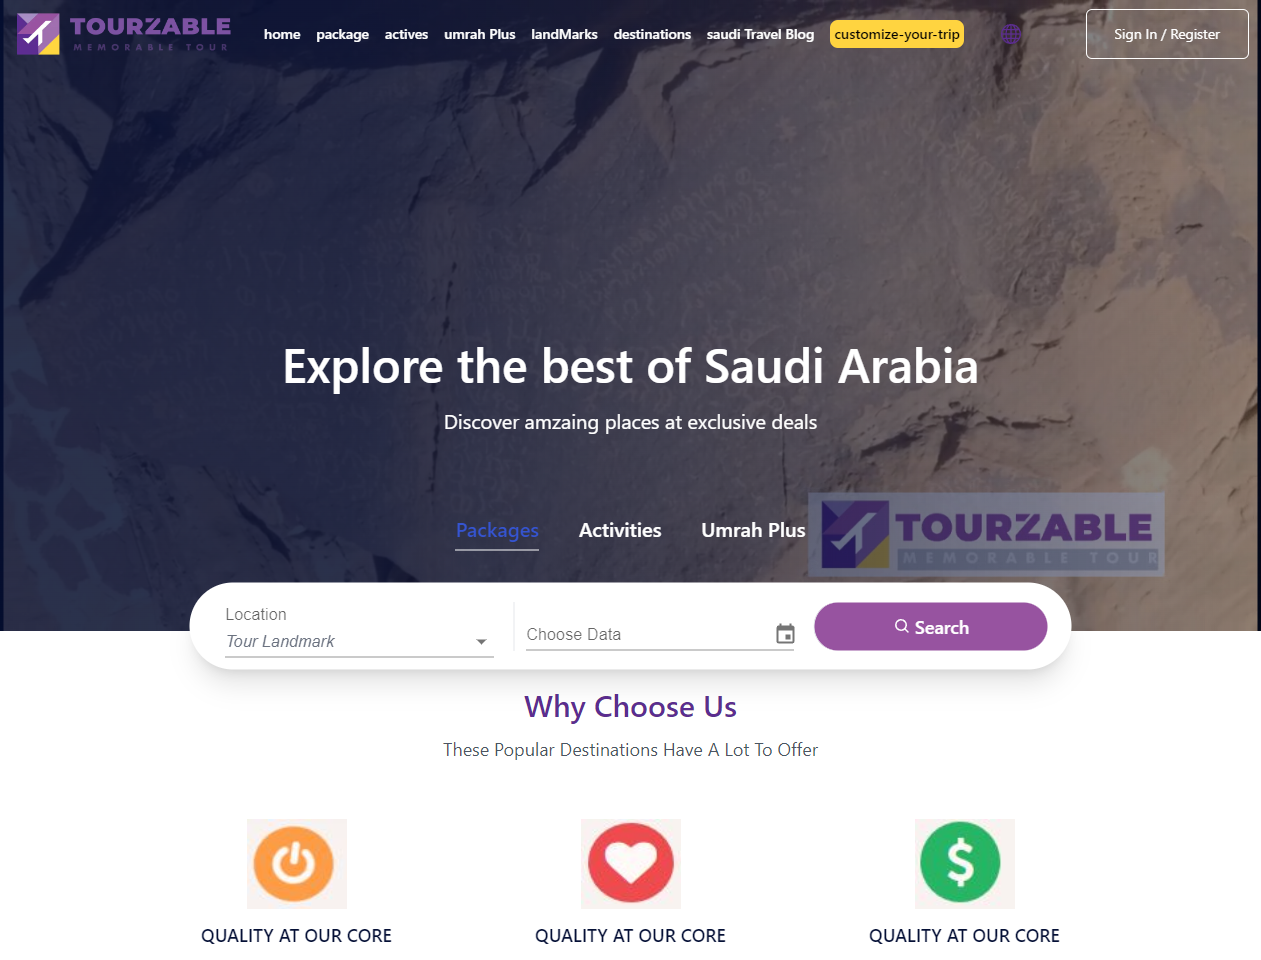 TOURZABLE
MEMORABLE TOUR
home package actives umrah Plus landMarks destinations saudi Travel Blog customize-your-trip Sign In / Register
Explore the best of Saudi Arabia
Discover amzaing places at exclusive deals
Packages Activities Umrah Plus
TOURZABLE
MEMORABLE TOUR
Location
Tour Landmark
Choose Data
Search
Why Choose Us
These Popular Destinations Have A Lot To Offer
QUALITY AT OUR CORE QUALITY AT OUR CORE QUALITY AT OUR CORE